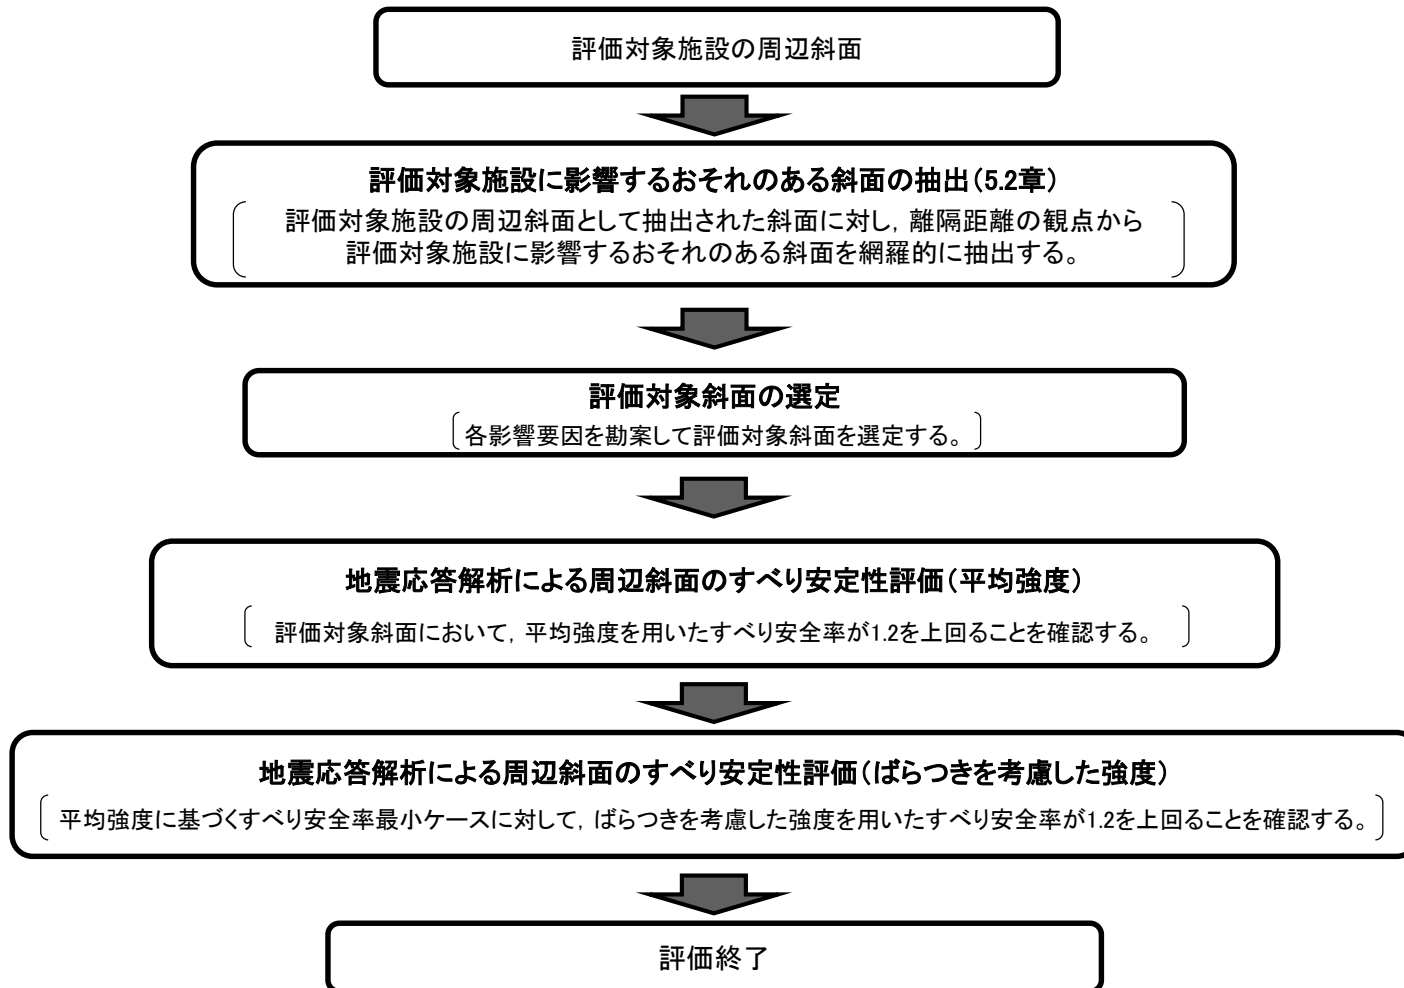 評価対象施設の周辺斜面
評価対象施設に影響するおそれのある斜面の抽出(5.2章)
評価対象施設の周辺斜面として抽出された斜面に対し,離隔距離の観点から
評価対象施設に影響するおそれのある斜面を網羅的に抽出する。
評価対象斜面の選定
各影響要因を勘案して評価対象斜面を選定する。
地震応答解析による周辺斜面のすべり安定性評価(平均強度)
評価対象斜面において,平均強度を用いたすべり安全率が1.2を上回ることを確認する。
地震応答解析による周辺斜面のすべり安定性評価(ばらつきを考慮した強度)
平均強度に基づくすべり安全率最小ケースに対して,ばらつきを考慮した強度を用いたすべり安全率が1.2を上回ることを確認する。
評価終了